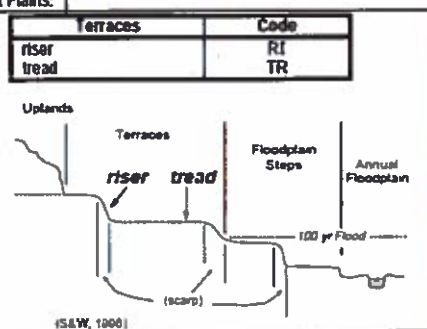 t Plants:
Terraces Code
riser RI
tread TR
Uplands
Terraces
Floodplain
Steps
Annual
Floodplain
riser tread
100 yr Flood
(scarp)
(S&W, 1996)